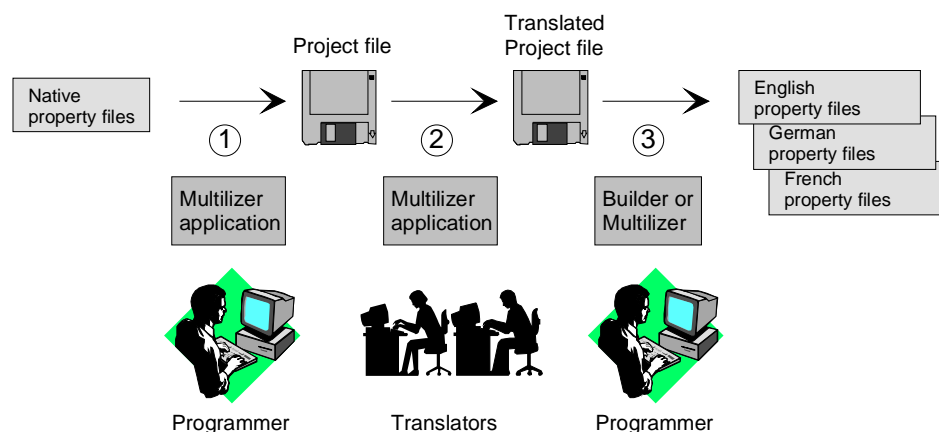 Project file
Translated
Project file
Native
property files
English
property files
German
property files
French
property files
1
2
3
Multilizer
application
Multilizer
application
Builder or
Multilizer
Programmer
Translators
Programmer